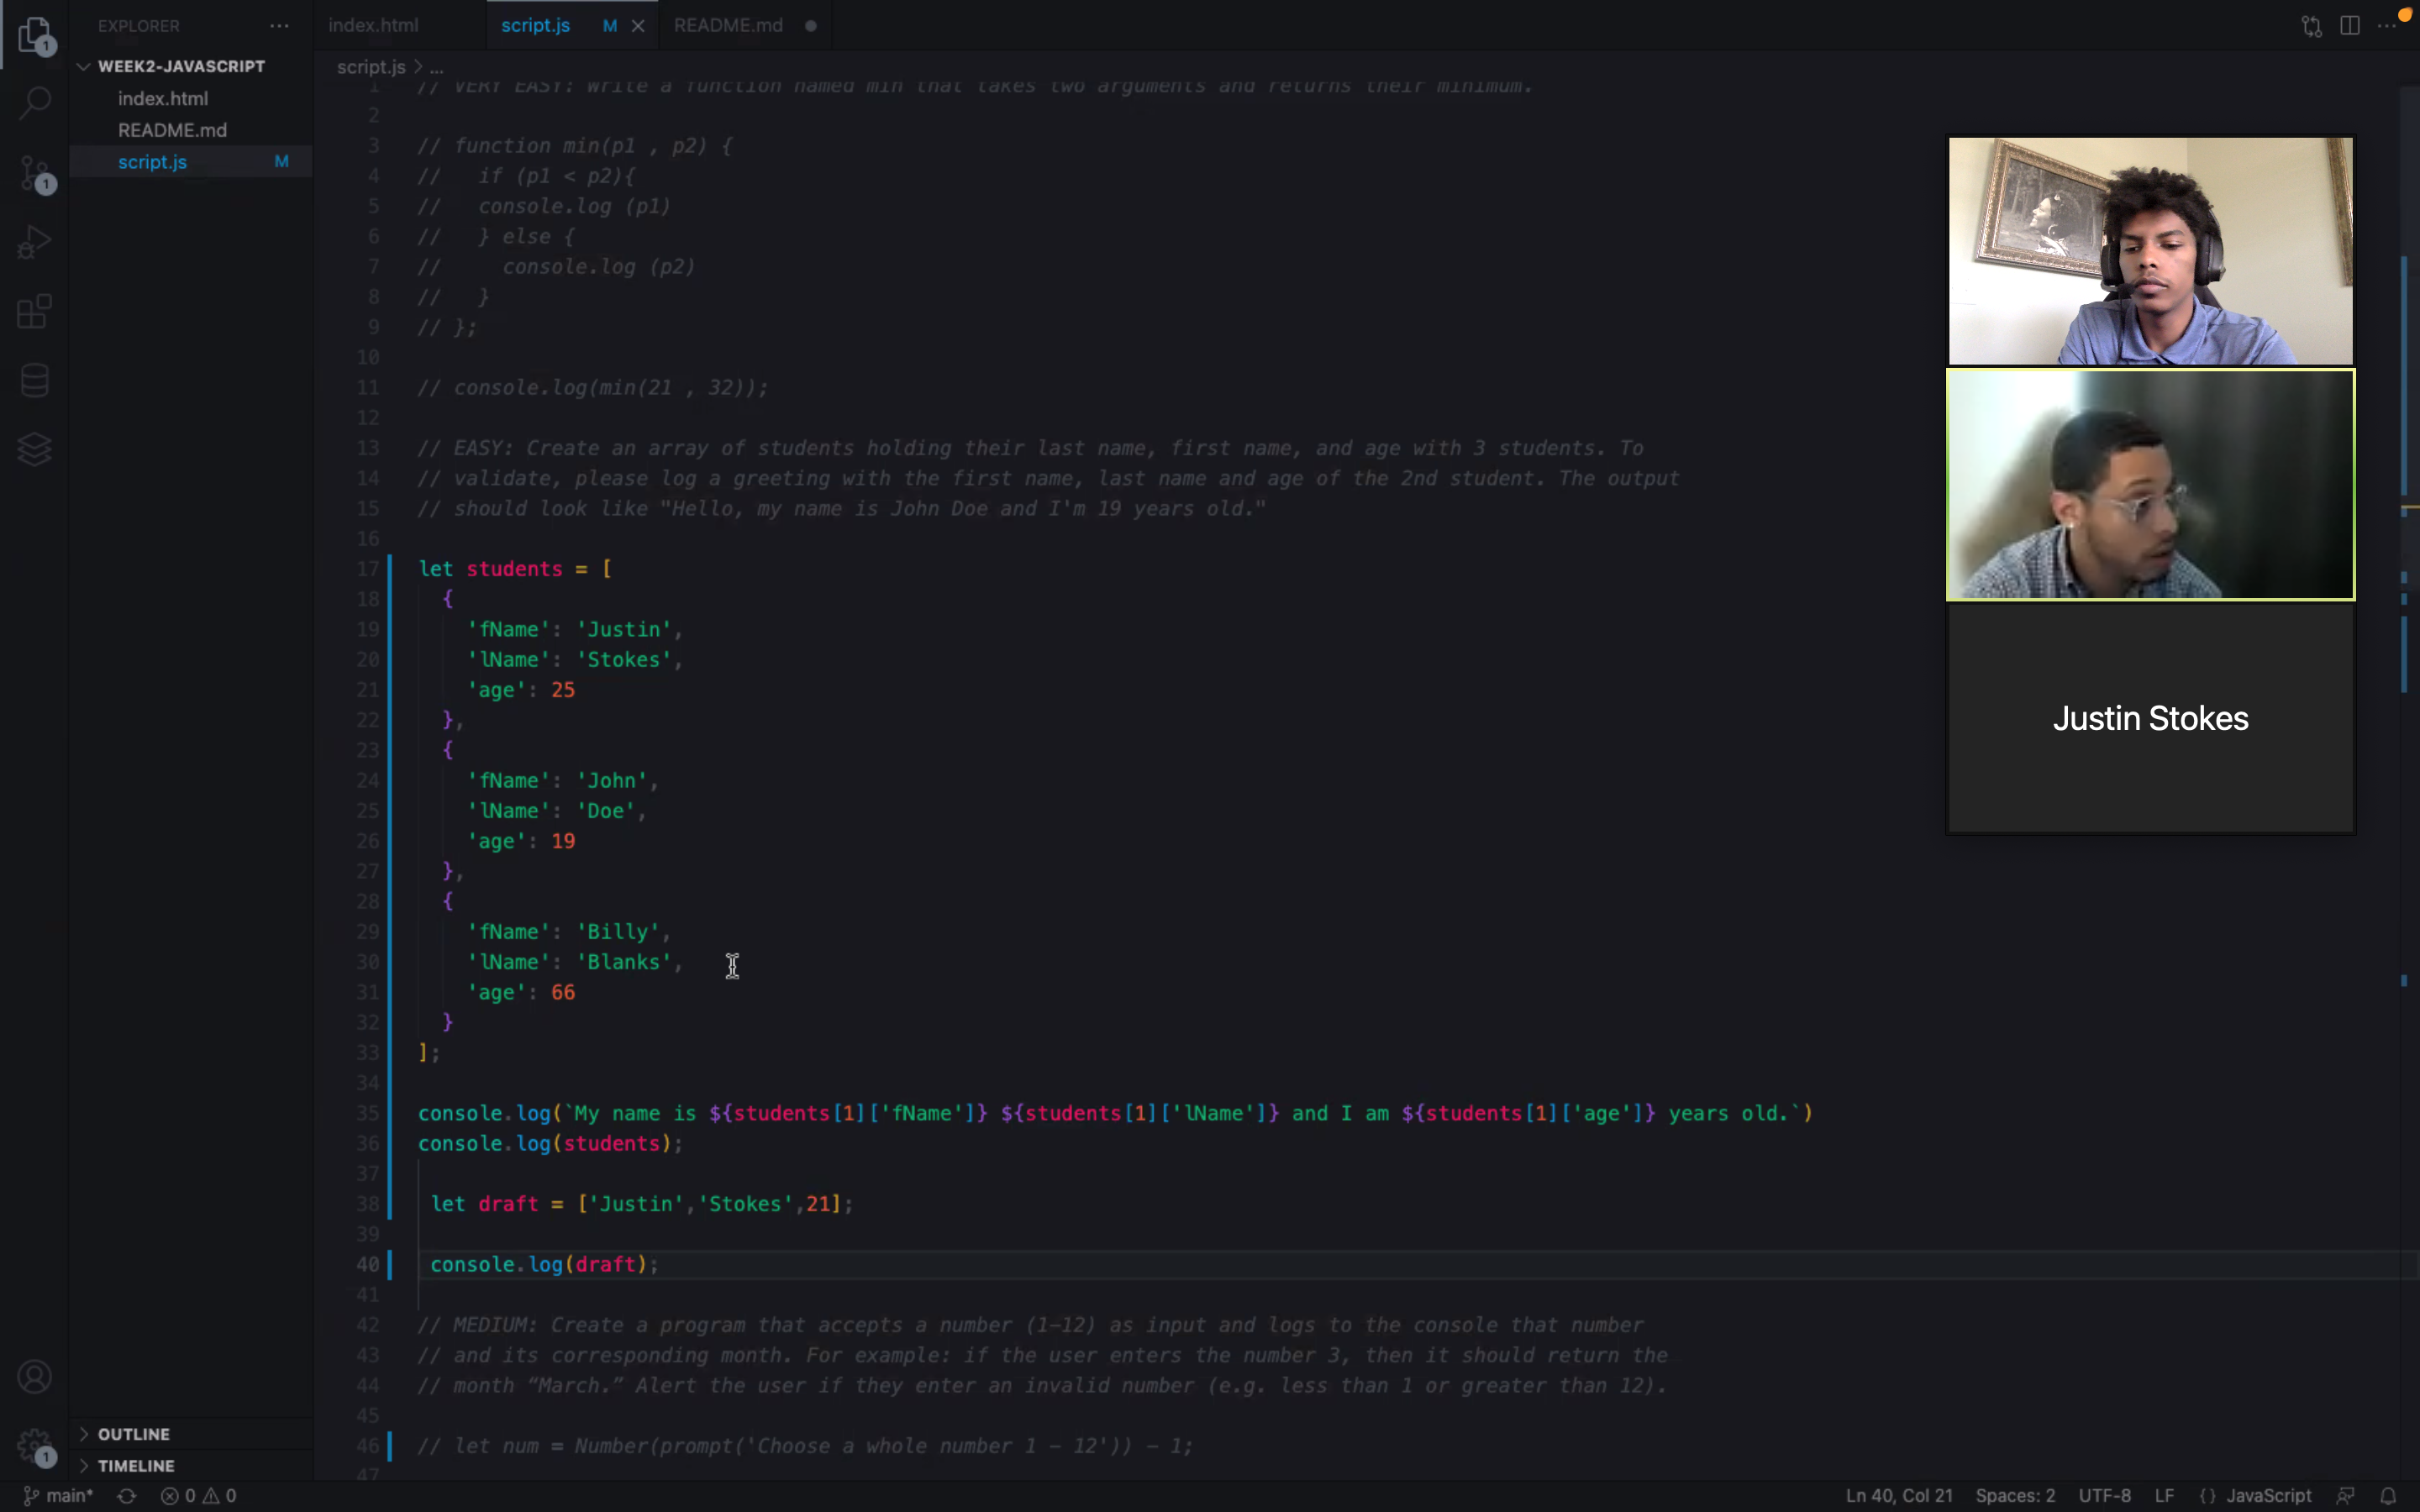 EXPLORER
index.html
script.js M
README.md
WEEK2-JAVASCRIPT
index.html
README.md
script.js M
script.js > ...
1 // VERY EASY: Write a function named min that takes two arguments and returns their minimum.
2
3 // function min(p1 , p2) {
4 //   if (p1 < p2){
5 //   console.log (p1)
6 //   } else {
7 //     console.log (p2)
8 //   }
9 // };
10
11 // console.log(min(21 , 32));
12
13 // EASY: Create an array of students holding their last name, first name, and age with 3 students. To
14 // validate, please log a greeting with the first name, last name and age of the 2nd student. The output
15 // should look like "Hello, my name is John Doe and I'm 19 years old."
16
17 let students = [
18   {
19     'fName': 'Justin',
20     'lName': 'Stokes',
21     'age': 25
22   },
23   {
24     'fName': 'John',
25     'lName': 'Doe',
26     'age': 19
27   },
28   {
29     'fName': 'Billy',
30     'lName': 'Blanks',
31     'age': 66
32   }
33 ];
34
35 console.log(`My name is ${students[1]['fName']} ${students[1]['lName']} and I am ${students[1]['age']} years old.`)
36 console.log(students);
37
38  let draft = ['Justin','Stokes',21];
39
40  console.log(draft);
41
42 // MEDIUM: Create a program that accepts a number (1-12) as input and logs to the console that number
43 // and its corresponding month. For example: if the user enters the number 3, then it should return the
44 // month “March.” Alert the user if they enter an invalid number (e.g. less than 1 or greater than 12).
45
46 // let num = Number(prompt('Choose a whole number 1 - 12')) - 1;
47
Justin Stokes
1
1
1
OUTLINE
TIMELINE
main* 0 0
Ln 40, Col 21 Spaces: 2 UTF-8 LF {} JavaScript